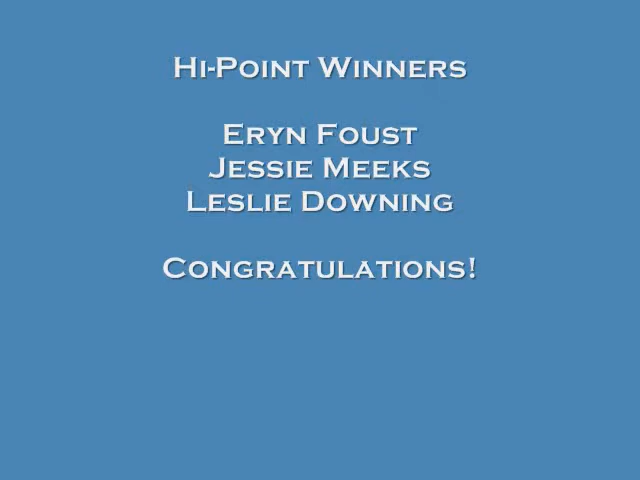 Hi-Point Winners
Eryn Foust
Jessie Meeks
Leslie Downing
Congratulations!